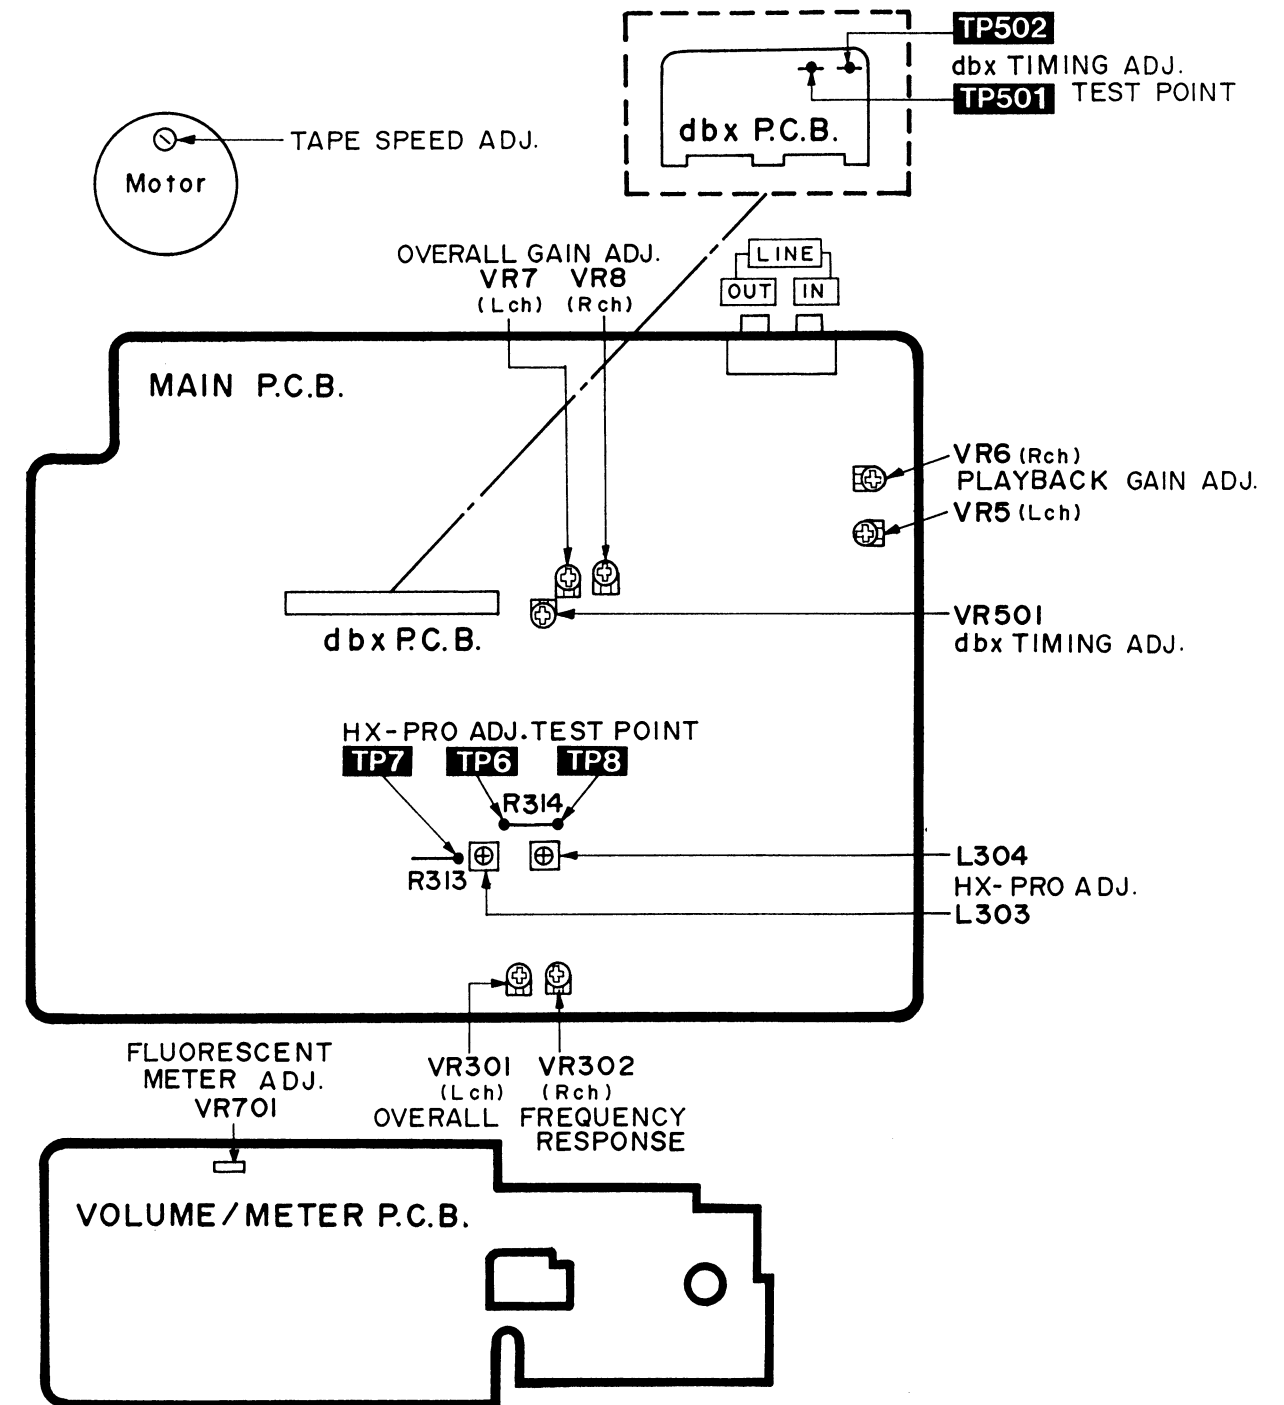 TP502
dbx TIMING ADJ.
TP501 TEST POINT
dbx P.C.B.
TAPE SPEED ADJ.
Motor
OVERALL GAIN ADJ.
VR7 VR8
(Lch) (Rch)
LINE
OUT IN
MAIN P.C.B.
VR6 (Rch)
PLAYBACK GAIN ADJ.
VR5 (Lch)
VR501
dbx TIMING ADJ.
dbx P.C.B.
HX-PRO ADJ. TEST POINT
TP7 TP6 TP8
R314
R313
L304
HX-PRO ADJ.
L303
VR301 VR302
(Lch) (Rch)
OVERALL FREQUENCY
RESPONSE
FLUORESCENT
METER ADJ.
VR701
VOLUME/METER P.C.B.